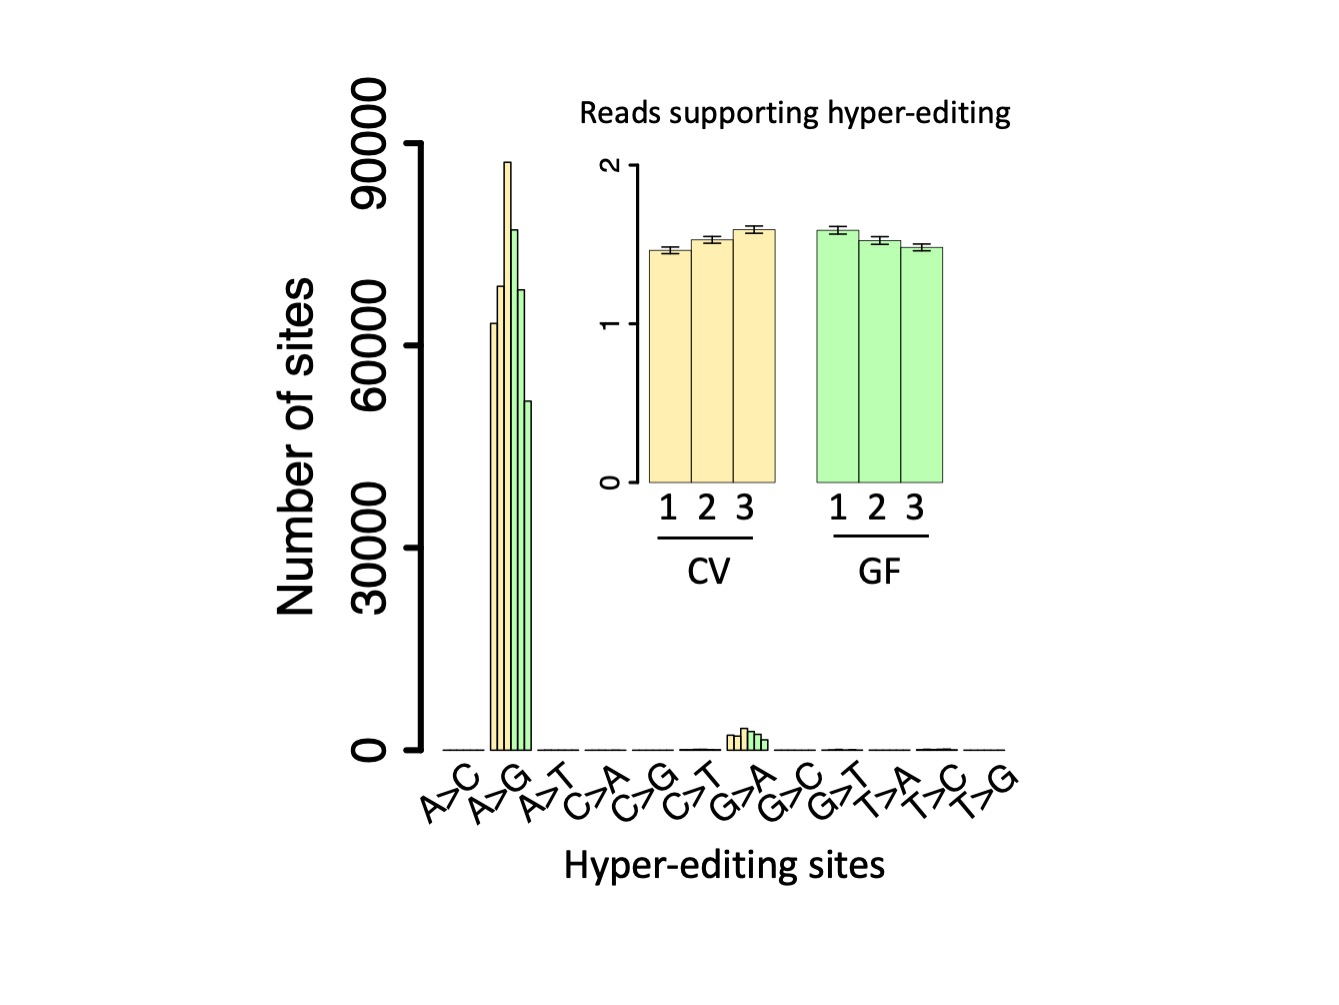 Reads supporting hyper-editing
Number of sites
90000
60000
30000
0
2
1
0
1 2 3
CV
1 2 3
GF
A>C
A>G
A>T
C>A
C>G
C>T
G>A
G>C
G>T
T>A
T>C
T>G
Hyper-editing sites